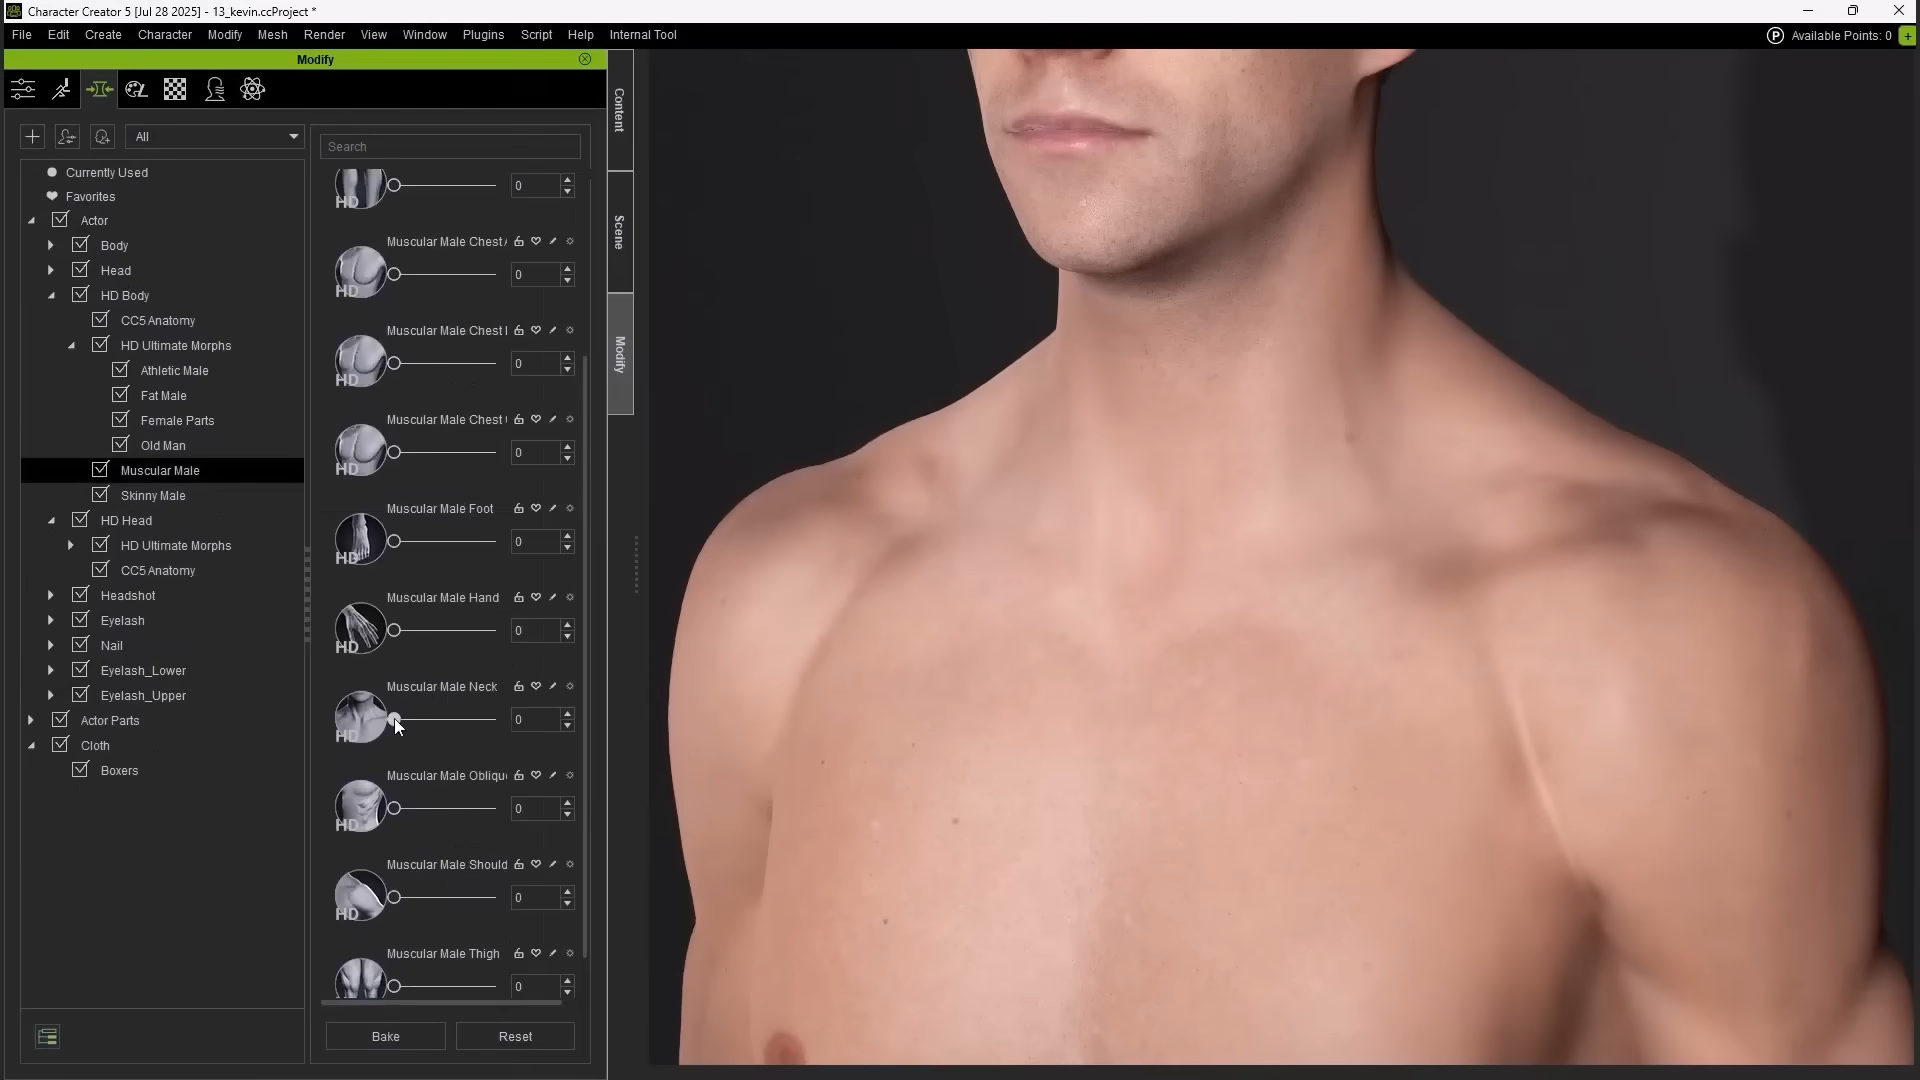 Character Creator 5 [Jul 28 2025] - 13_kevin.ccProject *
File Edit Create Character Modify Mesh Render View Window Plugins Script Help Internal Tool
P Available Points: 0 +
Modify
All
Currently Used
Favorites
Actor
Body
Head
HD Body
CC5 Anatomy
HD Ultimate Morphs
Athletic Male
Fat Male
Female Parts
Old Man
Muscular Male
Skinny Male
HD Head
HD Ultimate Morphs
CC5 Anatomy
Headshot
Eyelash
Nail
Eyelash_Lower
Eyelash_Upper
Actor Parts
Cloth
Boxers
Search
HD 0
Muscular Male Chest
HD 0
Muscular Male Chest
HD 0
Muscular Male Chest
HD 0
Muscular Male Foot
HD 0
Muscular Male Hand
HD 0
Muscular Male Neck
HD 0
Muscular Male Obliqu
HD 0
Muscular Male Should
HD 0
Muscular Male Thigh
0
Bake Reset
Content
Scene
Modify